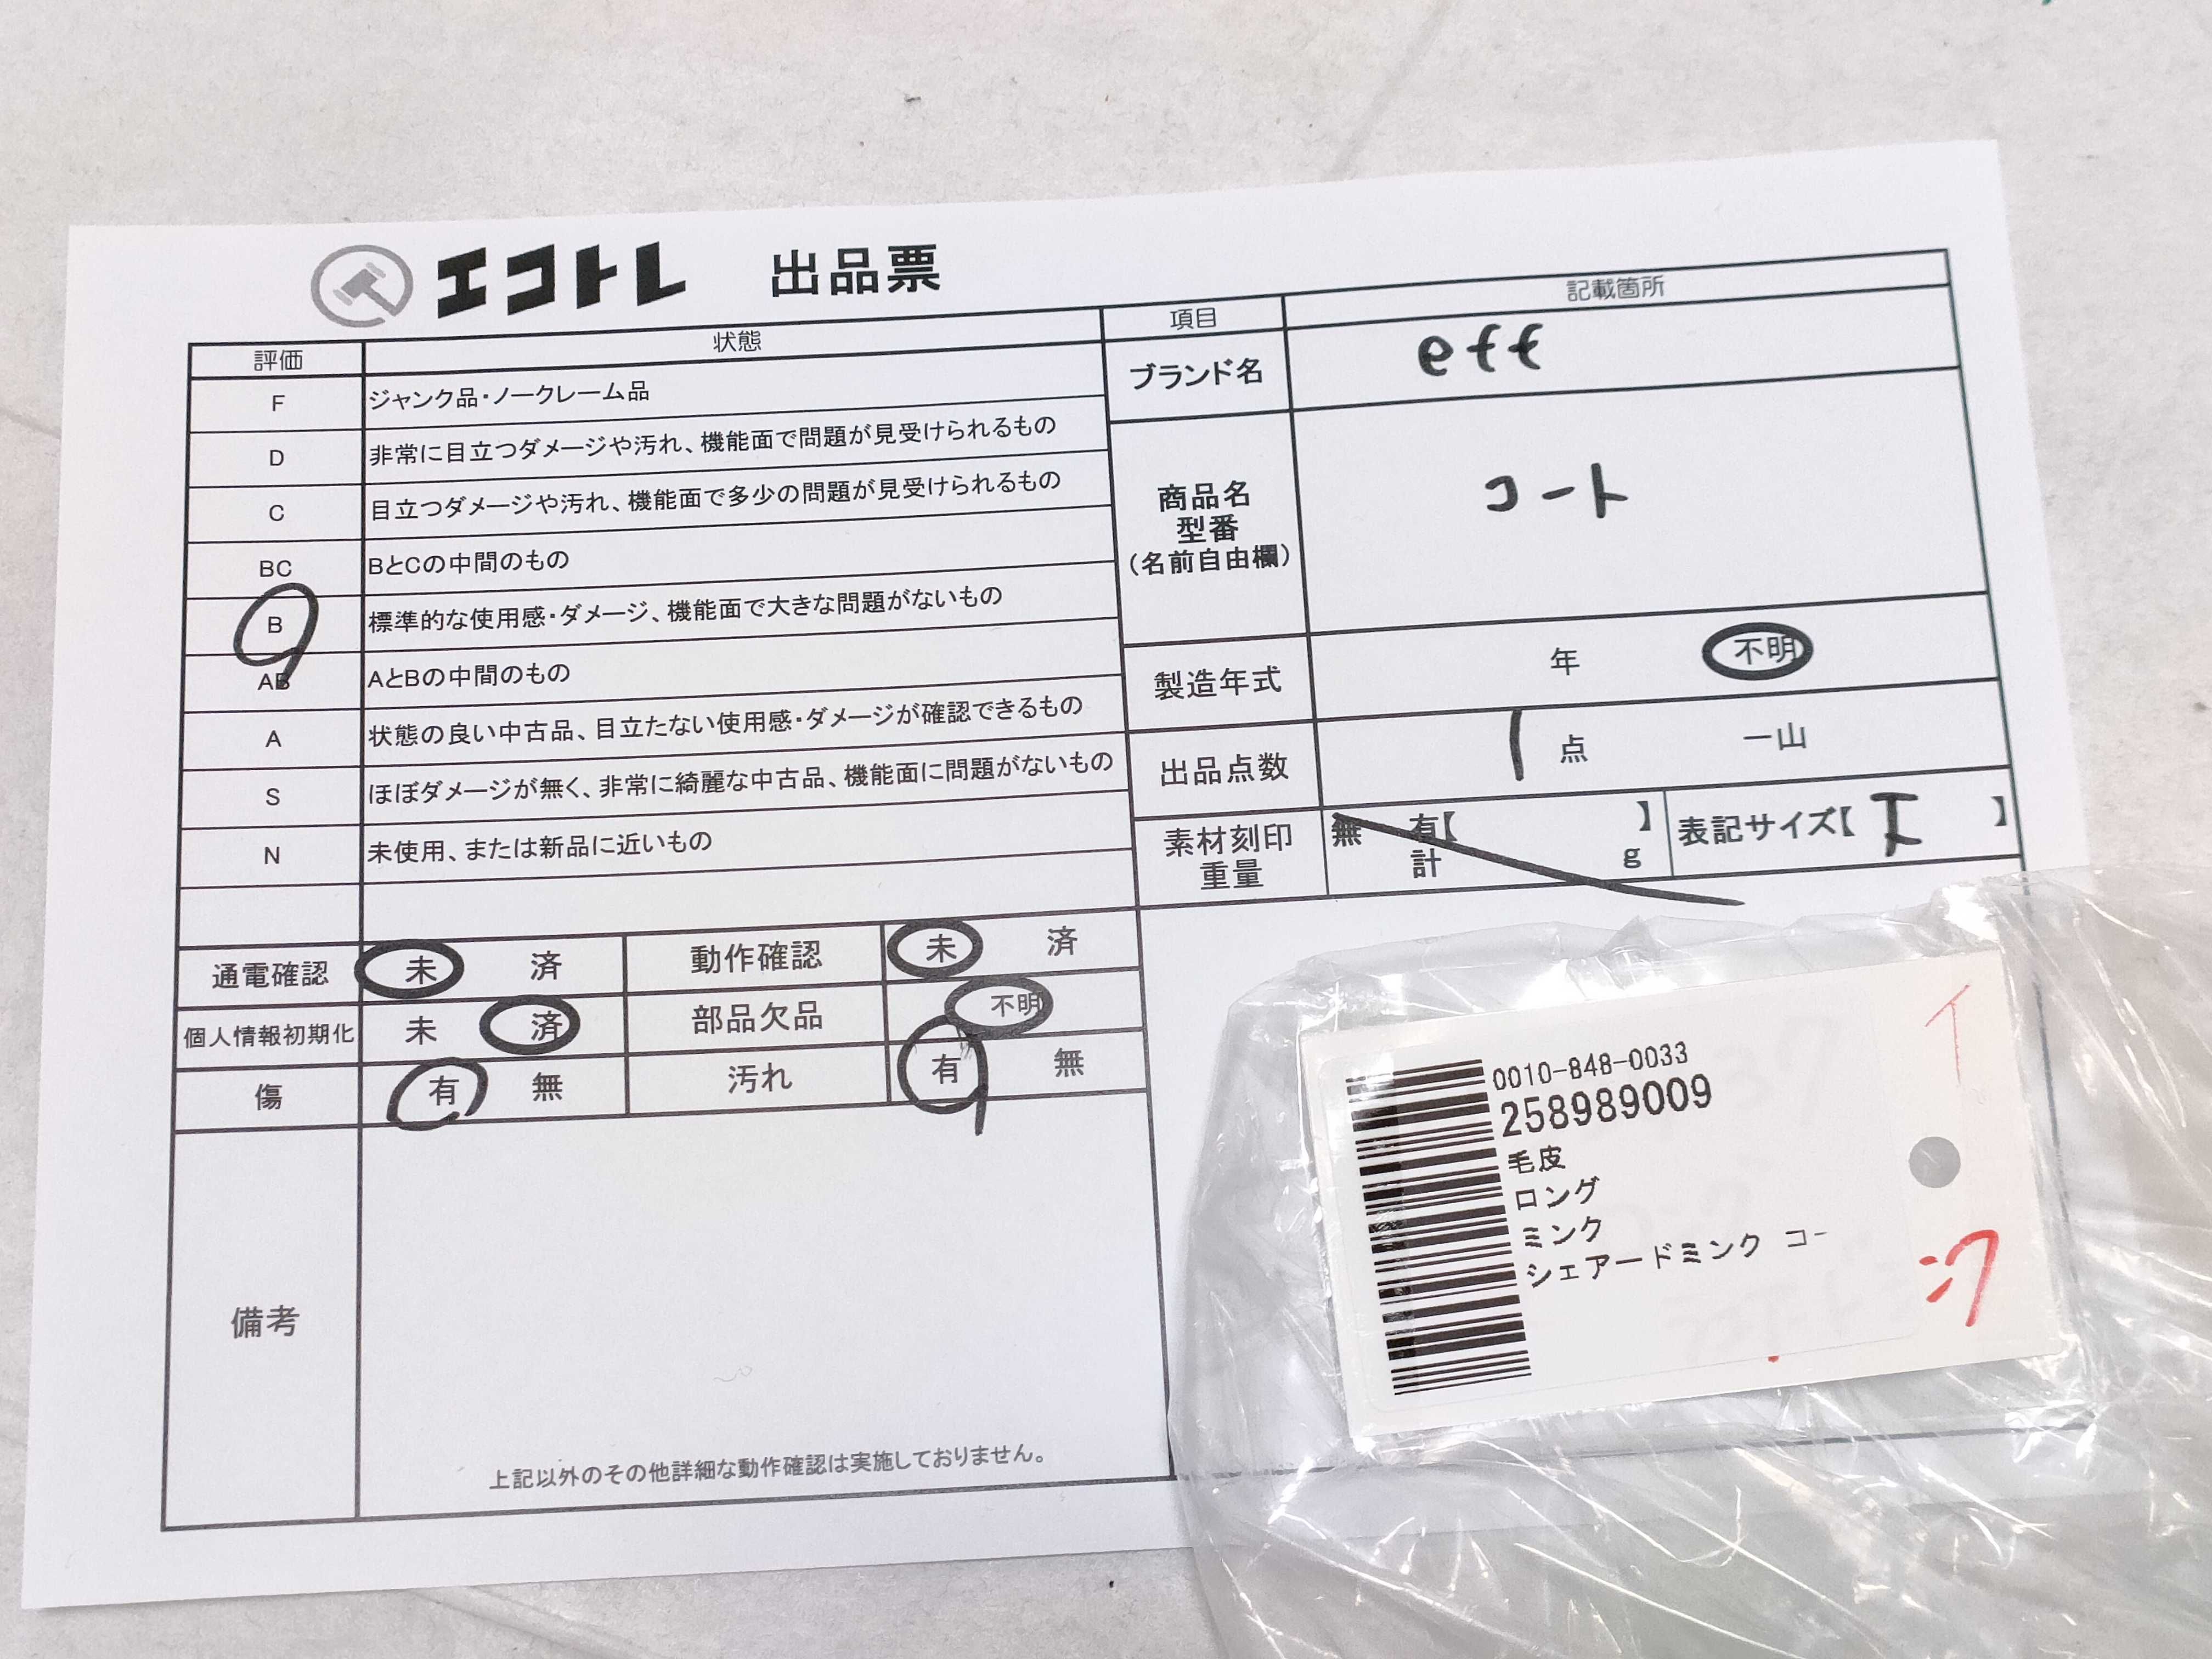 エコトレ 出品票
評価 状態
F ジャンク品・ノークレーム品
D 非常に目立つダメージや汚れ、機能面で問題が見受けられるもの
C 目立つダメージや汚れ、機能面で多少の問題が見受けられるもの
BC BとCの中間のもの
B 標準的な使用感・ダメージ、機能面で大きな問題がないもの
AB AとBの中間のもの
A 状態の良い中古品、目立たない使用感・ダメージが確認できるもの
S ほぼダメージが無く、非常に綺麗な中古品、機能面に問題がないもの
N 未使用、または新品に近いもの
項目 記載箇所
ブランド名 eff
商品名
型番
(名前自由欄)
コート
製造年式 年 不明
出品点数 1 点 一山
素材刻印
重量
無 有【 】
計 g
表記サイズ【 】
通電確認 未 済 動作確認 未 済
個人情報初期化 未 済 部品欠品 不明
傷 有 無 汚れ 有 無
備考
上記以外のその他詳細な動作確認は実施しておりません。
0010-848-0033
258989009
毛皮
ロング
ミンク
シェアードミンク コー